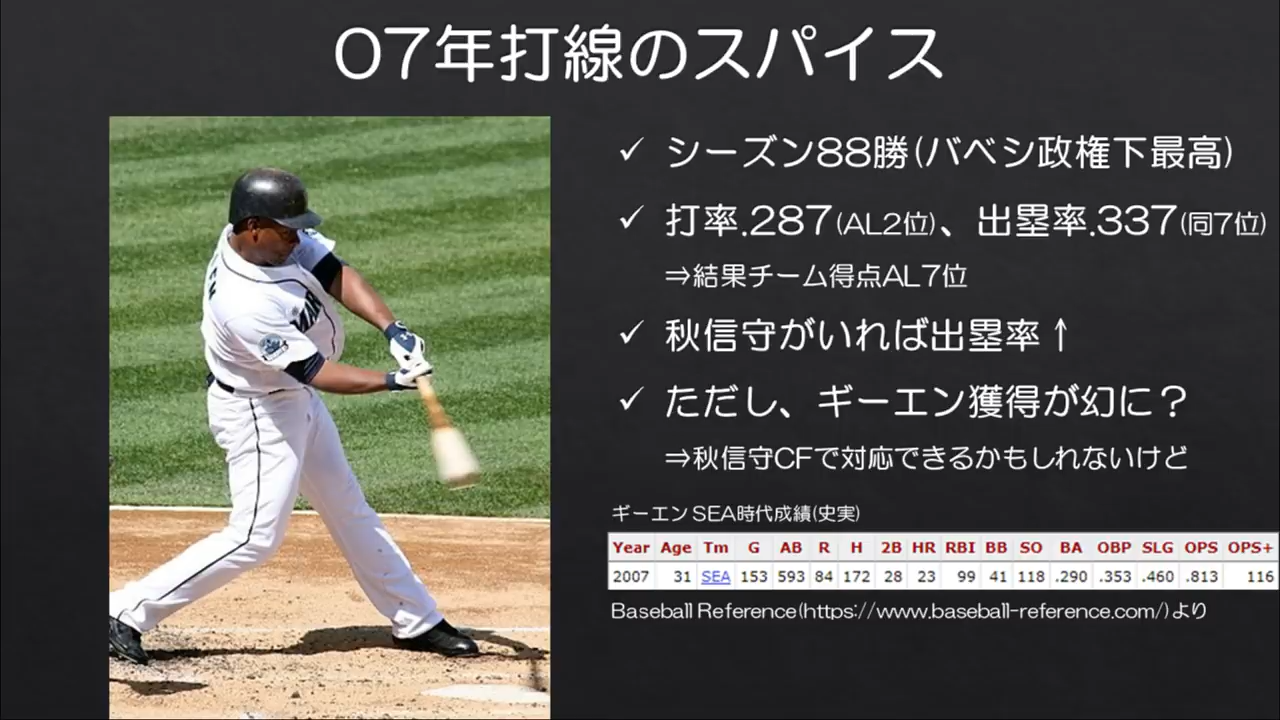 07年打線のスパイス
✓ シーズン88勝(バベシ政権下最高)
✓ 打率.287(AL2位)、出塁率.337(同7位)
⇒結果チーム得点AL7位
✓ 秋信守がいれば出塁率↑
✓ ただし、ギーエン獲得が幻に？
⇒秋信守CFで対応できるかもしれないけど
ギーエン SEA時代成績(史実)
Year Age Tm G AB R H 2B HR RBI BB SO BA OBP SLG OPS OPS+
2007 31 SEA 153 593 84 172 28 23 99 41 118 .290 .353 .460 .813 116
Baseball Reference(https://www.baseball-reference.com/)より